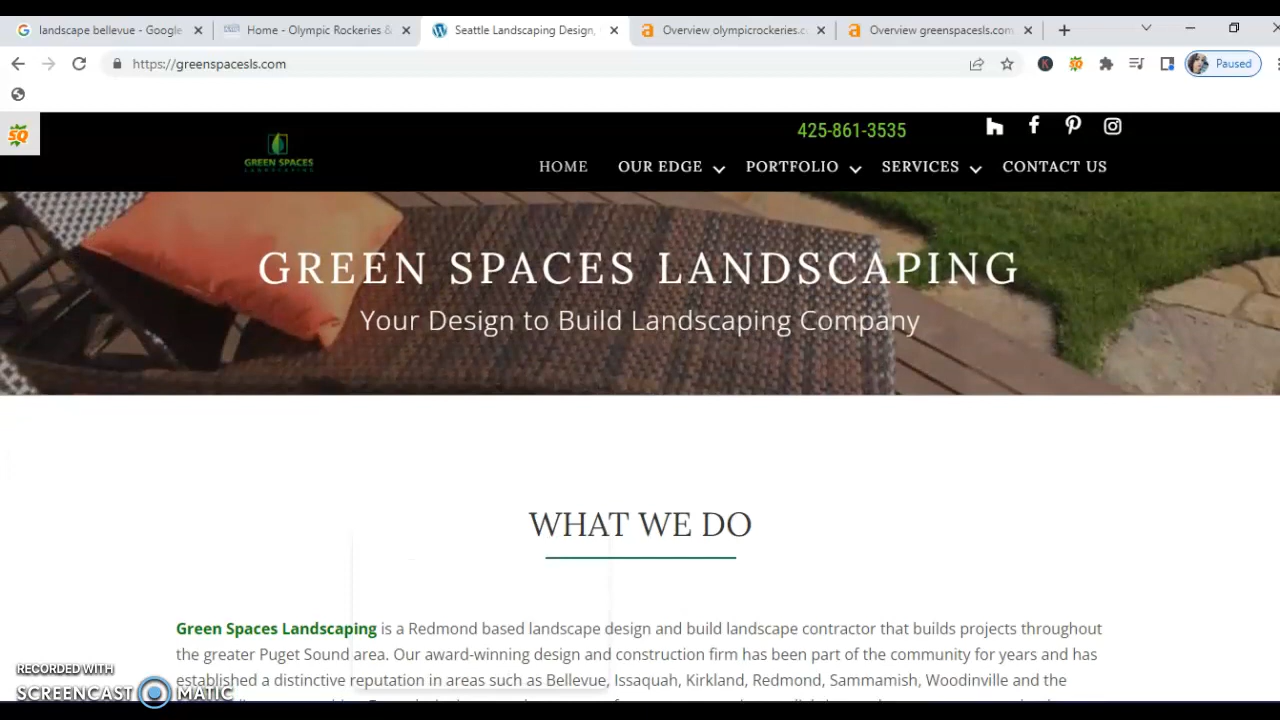 landscape bellevue - Google
Home - Olympic Rockeries &
Seattle Landscaping Design,
Overview olympicrockeries.c
Overview greenspacesls.com
https://greenspacesls.com
Paused
SQ
GREEN SPACES
LANDSCAPING
425-861-3535
HOME
OUR EDGE
PORTFOLIO
SERVICES
CONTACT US
GREEN SPACES LANDSCAPING
Your Design to Build Landscaping Company
WHAT WE DO
Green Spaces Landscaping is a Redmond based landscape design and build landscape contractor that builds projects throughout
the greater Puget Sound area. Our award-winning design and construction firm has been part of the community for years and has
established a distinctive reputation in areas such as Bellevue, Issaquah, Kirkland, Redmond, Sammamish, Woodinville and the
RECORDED WITH
SCREENCAST MATIC